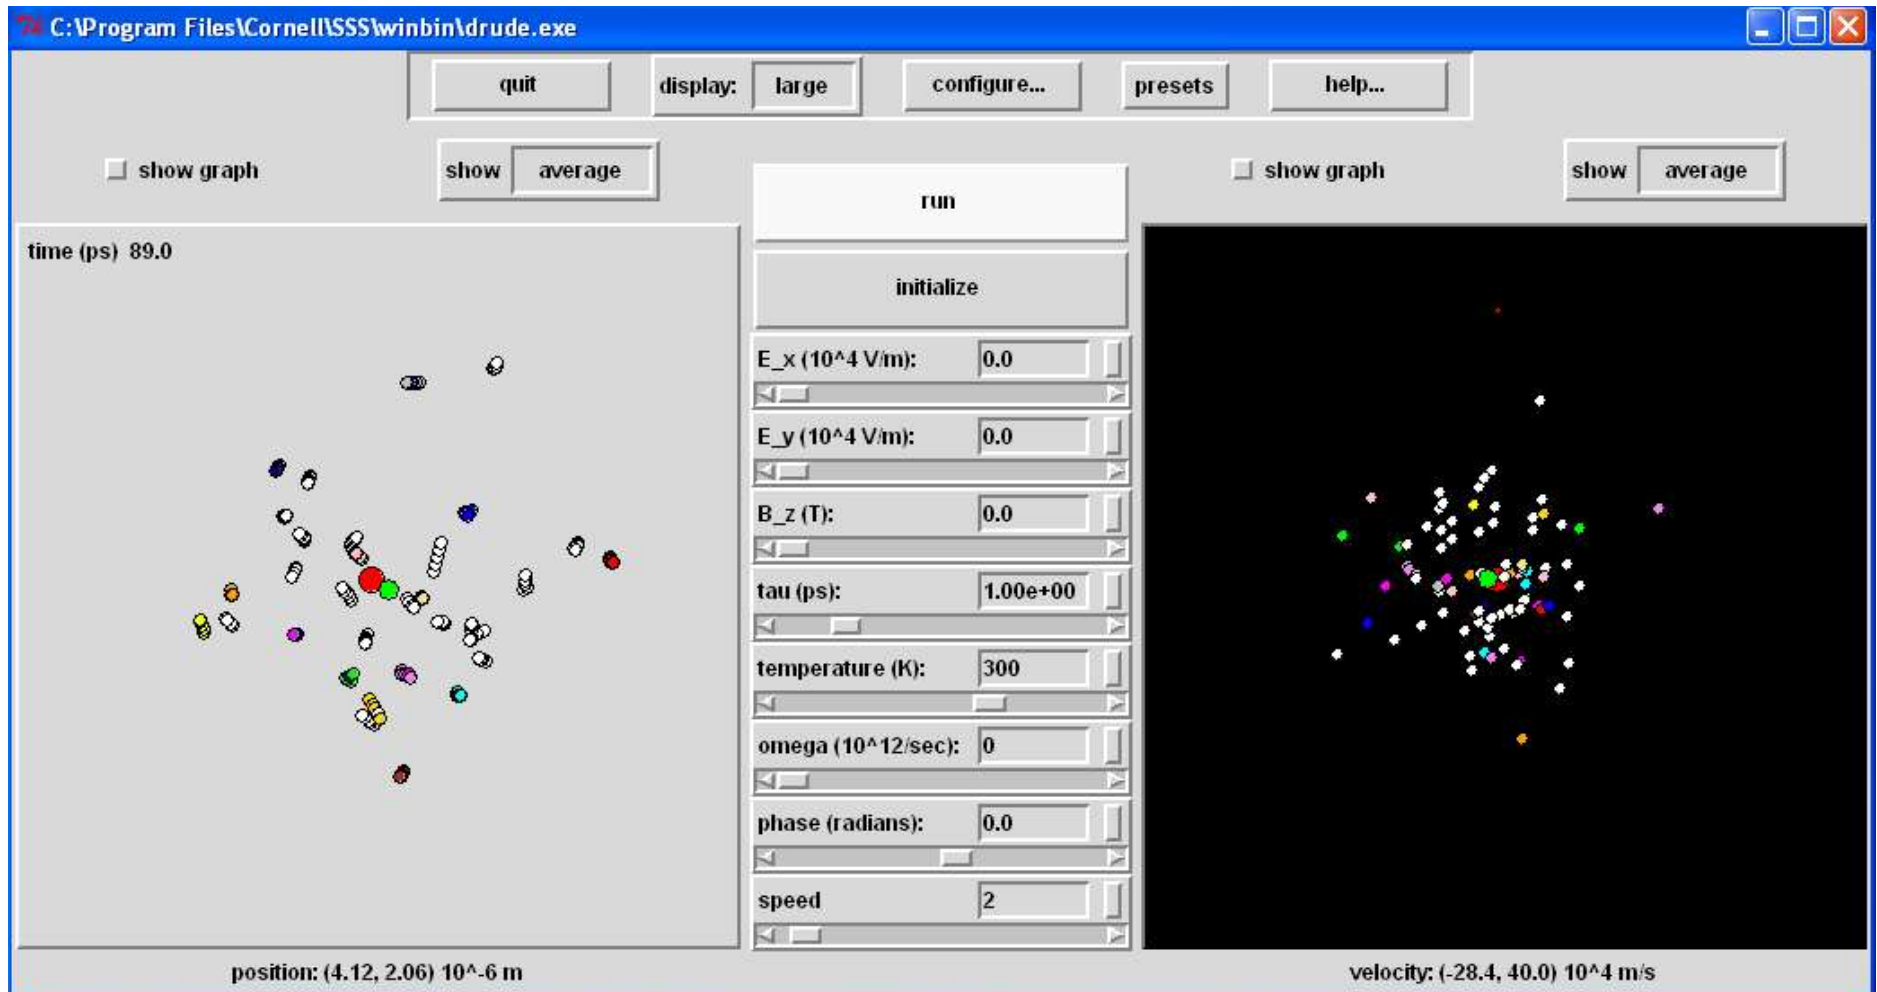 C:\Program Files\Cornell\SSS\winbin\drude.exe
quit display: large configure... presets help...
show graph show average
run
show graph show average
time (ps) 89.0
initialize
E_x (10^4 V/m): 0.0
E_y (10^4 V/m): 0.0
B_z (T): 0.0
tau (ps): 1.00e+00
temperature (K): 300
omega (10^12/sec): 0
phase (radians): 0.0
speed 2
position: (4.12, 2.06) 10^-6 m
velocity: (-28.4, 40.0) 10^4 m/s